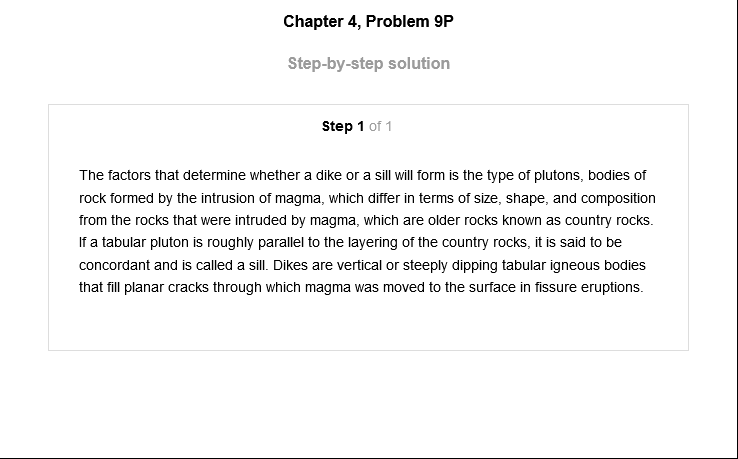 Chapter 4, Problem 9P
Step-by-step solution
Step 1 of 1
The factors that determine whether a dike or a sill will form is the type of plutons, bodies of
rock formed by the intrusion of magma, which differ in terms of size, shape, and composition
from the rocks that were intruded by magma, which are older rocks known as country rocks.
If a tabular pluton is roughly parallel to the layering of the country rocks, it is said to be
concordant and is called a sill. Dikes are vertical or steeply dipping tabular igneous bodies
that fill planar cracks through which magma was moved to the surface in fissure eruptions.